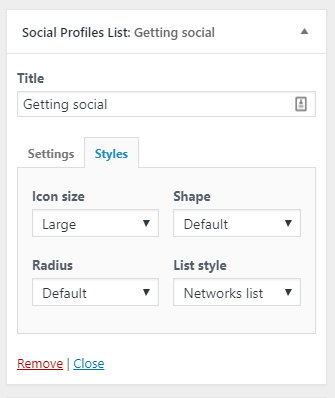 Social Profiles List: Getting social
Title
Getting social
Settings Styles
Icon size Shape
Large Default
Radius List style
Default Networks list
Remove | Close